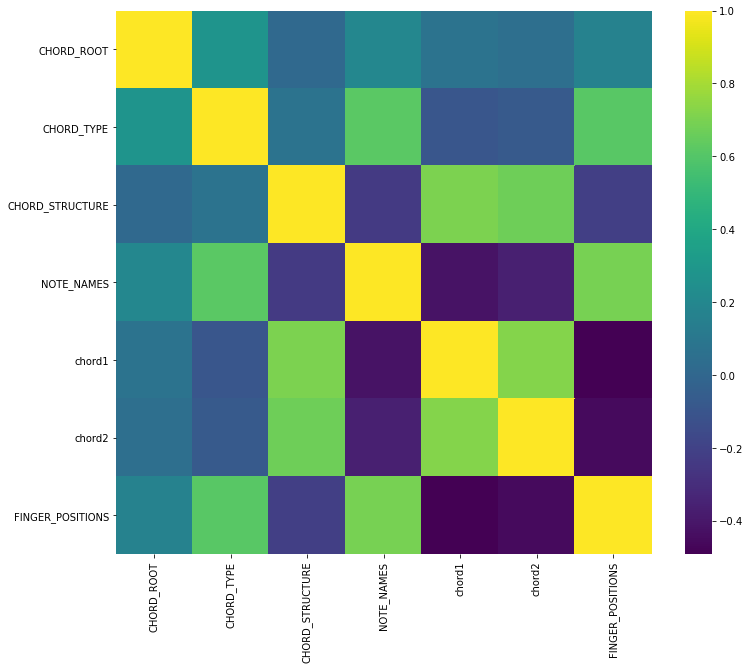 CHORD_ROOT
CHORD_TYPE
CHORD_STRUCTURE
NOTE_NAMES
chord1
chord2
FINGER_POSITIONS
CHORD_ROOT
CHORD_TYPE
CHORD_STRUCTURE
NOTE_NAMES
chord1
chord2
FINGER_POSITIONS
1.0
0.8
0.6
0.4
0.2
0.0
−0.2
−0.4